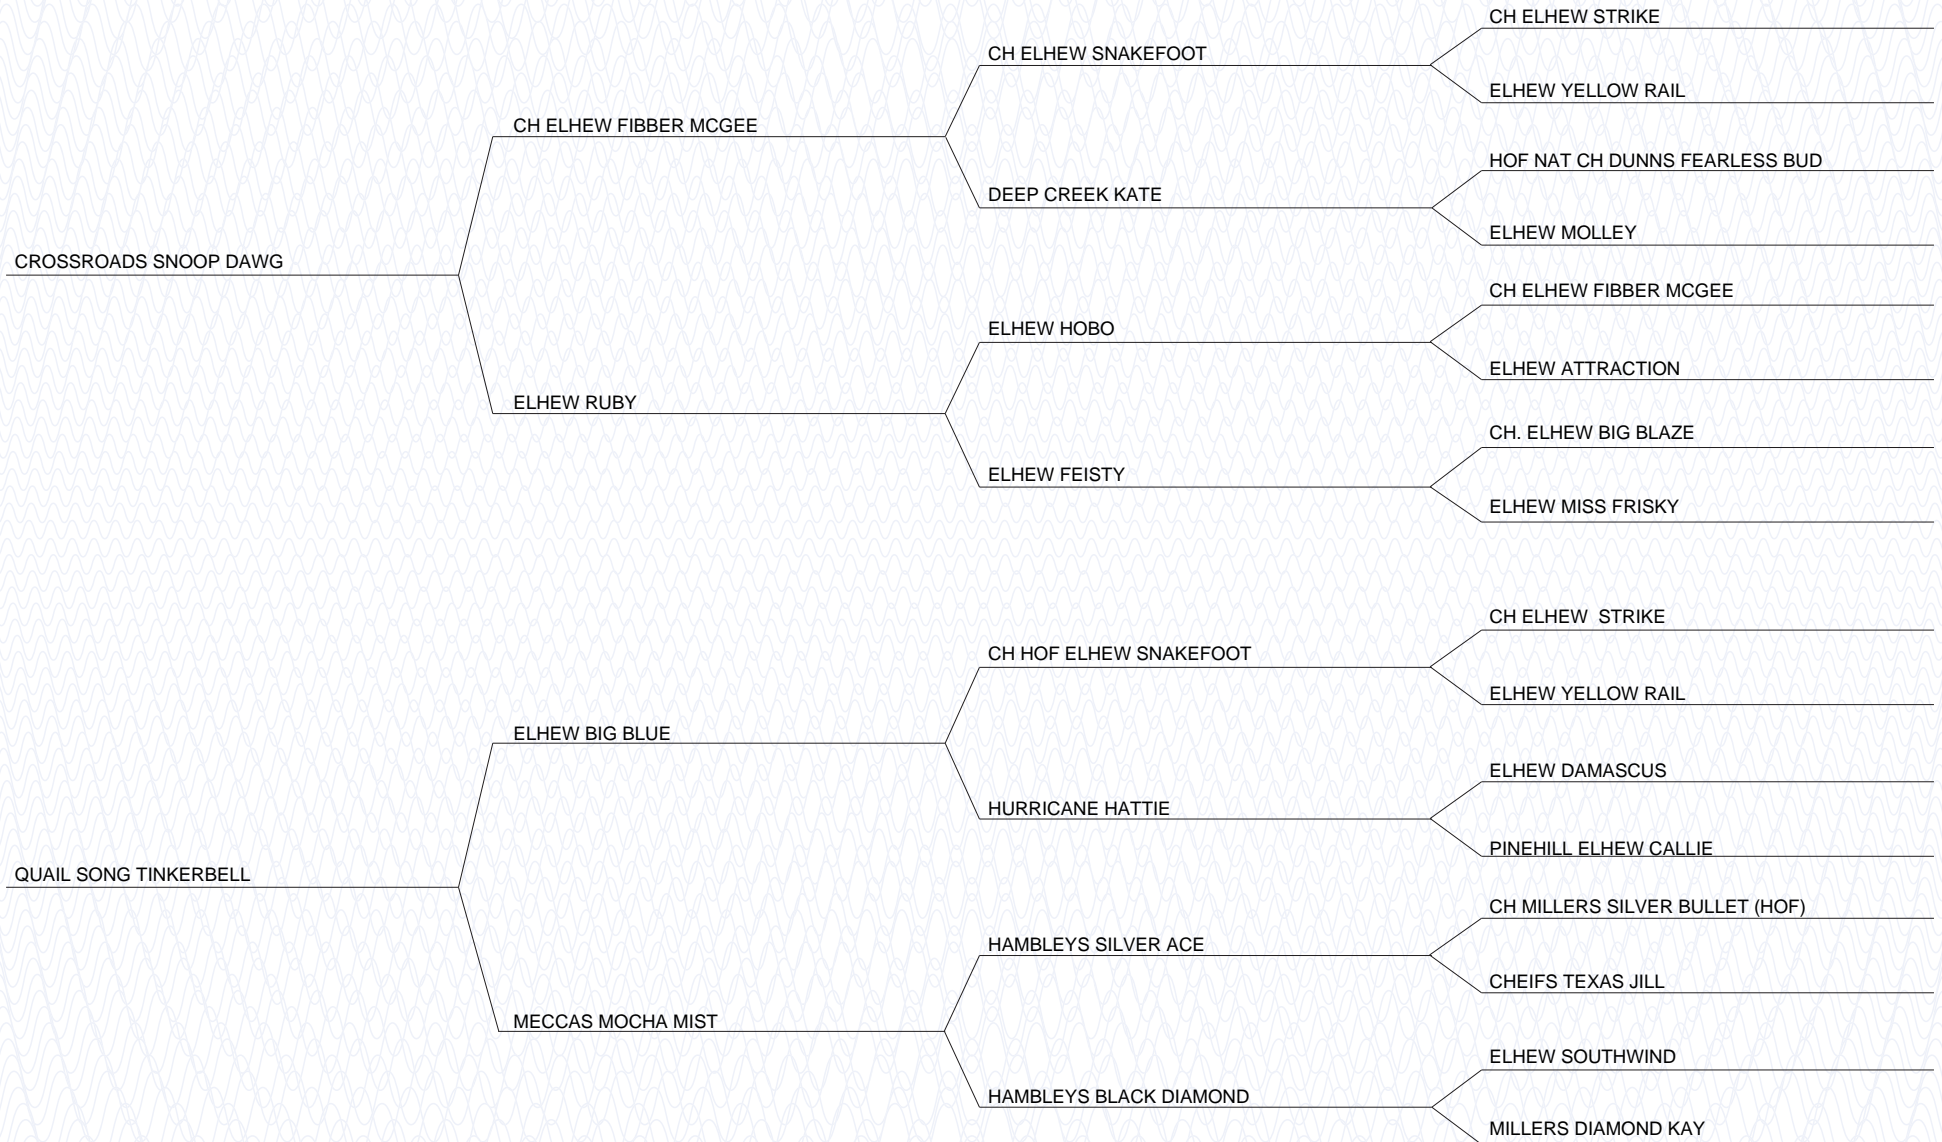 CH ELHEW STRIKE
CH ELHEW SNAKEFOOT
ELHEW YELLOW RAIL
CH ELHEW FIBBER MCGEE
HOF NAT CH DUNNS FEARLESS BUD
DEEP CREEK KATE
ELHEW MOLLEY
CROSSROADS SNOOP DAWG
CH ELHEW FIBBER MCGEE
ELHEW HOBO
ELHEW ATTRACTION
ELHEW RUBY
CH. ELHEW BIG BLAZE
ELHEW FEISTY
ELHEW MISS FRISKY
CH ELHEW  STRIKE
CH HOF ELHEW SNAKEFOOT
ELHEW YELLOW RAIL
ELHEW BIG BLUE
ELHEW DAMASCUS
HURRICANE HATTIE
PINEHILL ELHEW CALLIE
QUAIL SONG TINKERBELL
CH MILLERS SILVER BULLET (HOF)
HAMBLEYS SILVER ACE
CHEIFS TEXAS JILL
MECCAS MOCHA MIST
ELHEW SOUTHWIND
HAMBLEYS BLACK DIAMOND
MILLERS DIAMOND KAY